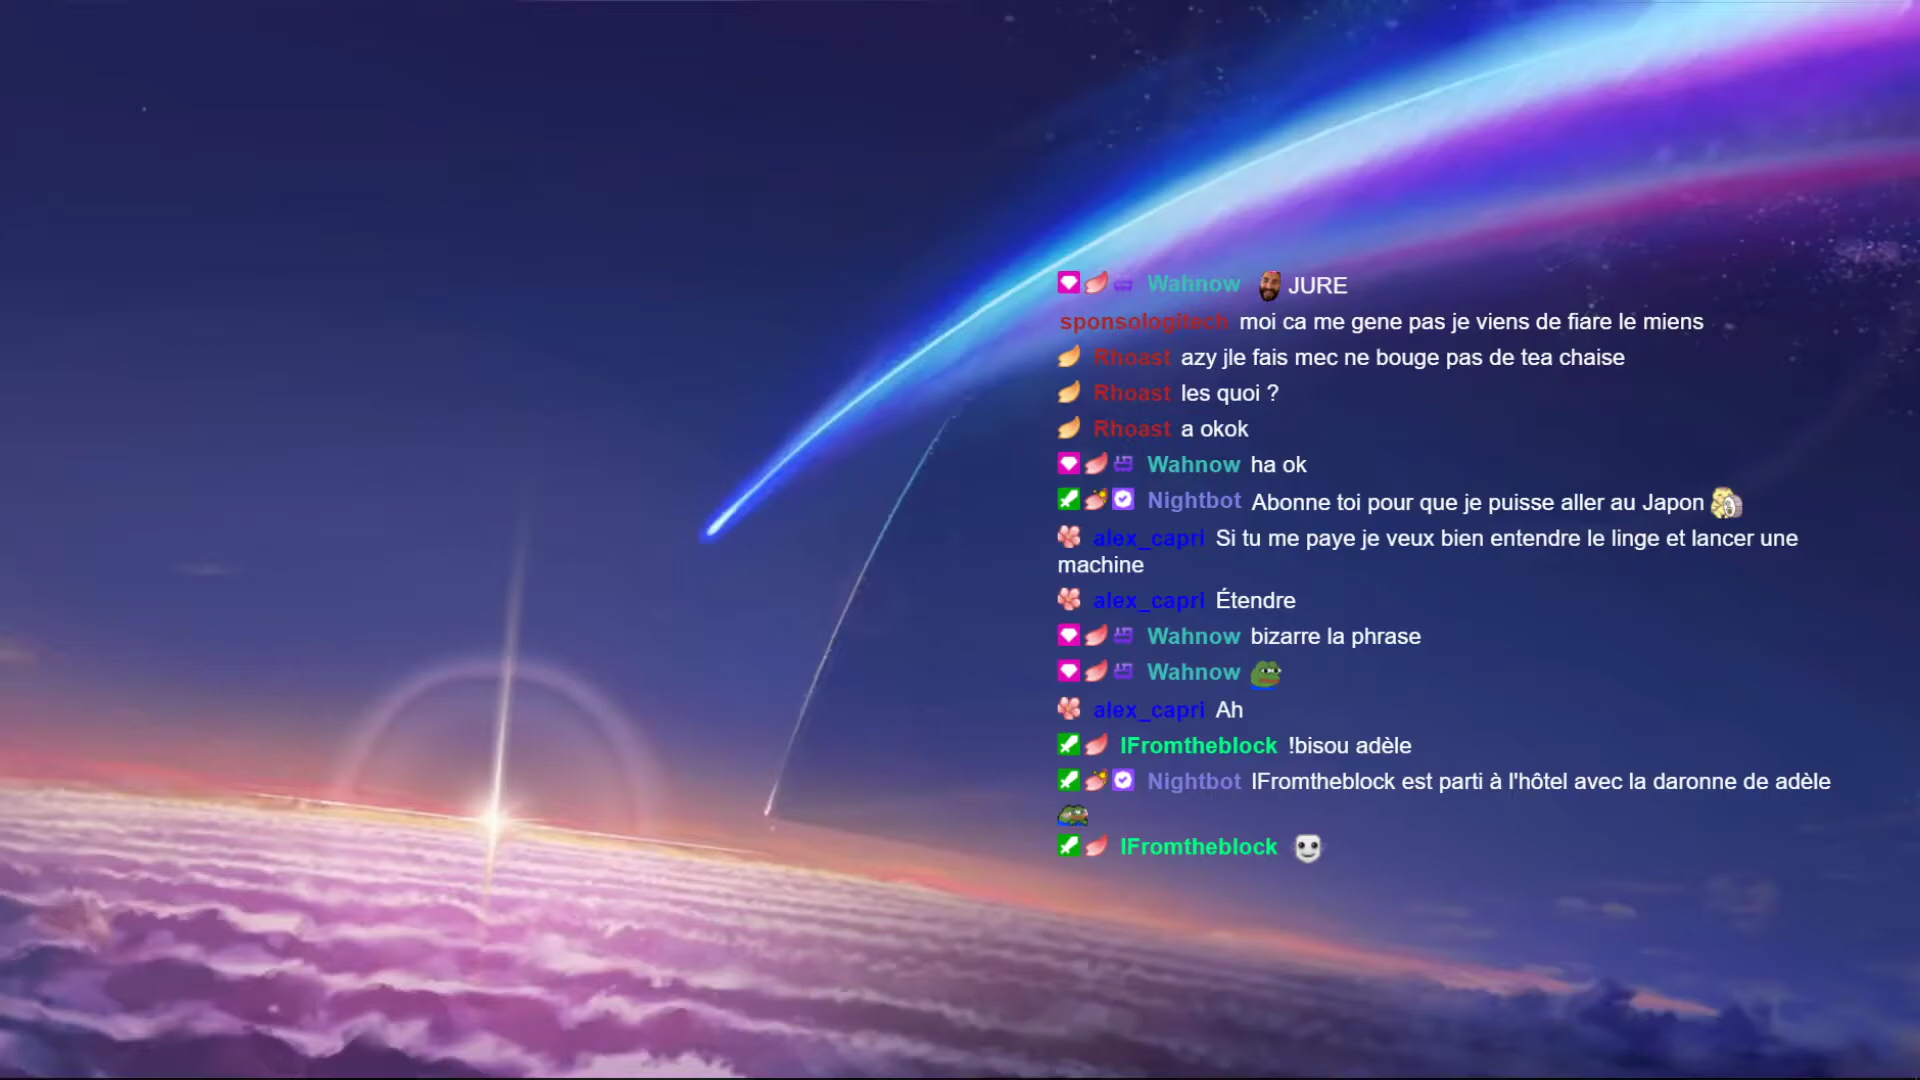 Wahnow JURE
sponsologitech moi ca me gene pas je viens de fiare le miens
Rhoast azy jle fais mec ne bouge pas de tea chaise
Rhoast les quoi ?
Rhoast a okok
Wahnow ha ok
Nightbot Abonne toi pour que je puisse aller au Japon
alex_capri Si tu me paye je veux bien entendre le linge et lancer une
machine
alex_capri Étendre
Wahnow bizarre la phrase
Wahnow
alex_capri Ah
IFromtheblock !bisou adèle
Nightbot IFromtheblock est parti à l'hôtel avec la daronne de adèle
IFromtheblock